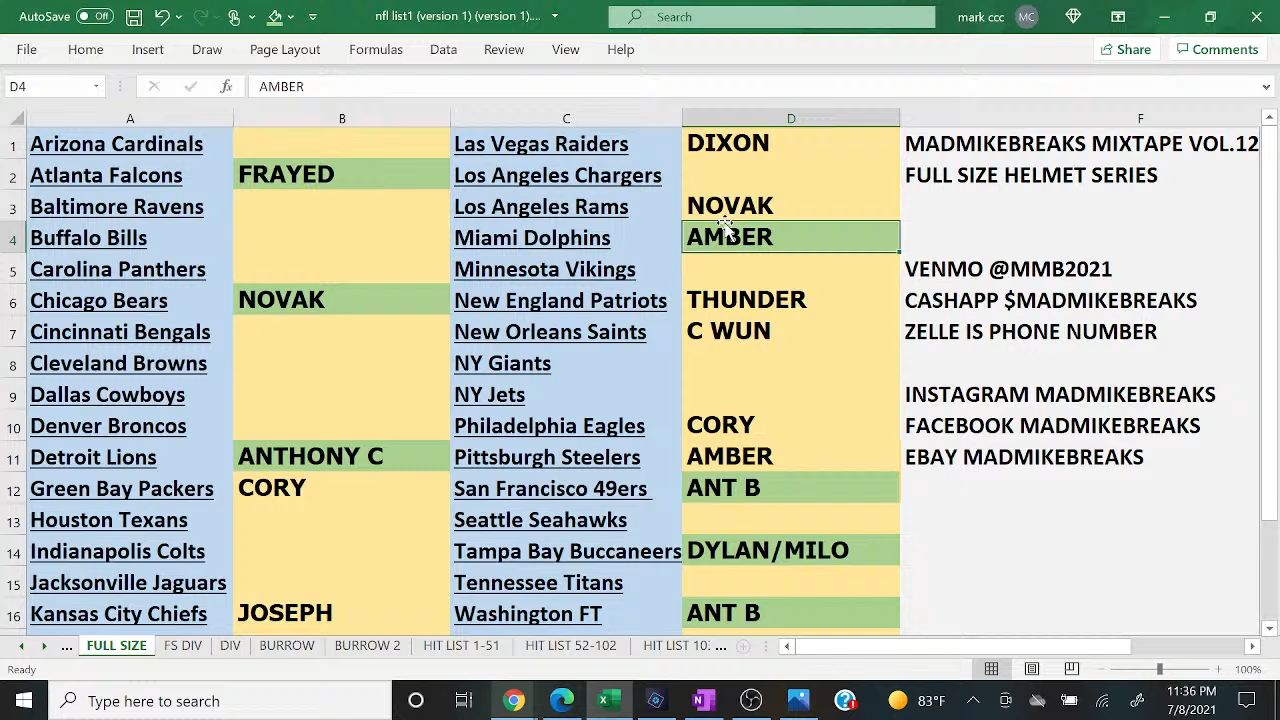 AutoSave Off nfl list1 (version 1) (version 1).... Search mark ccc MC
File Home Insert Draw Page Layout Formulas Data Review View Help Share Comments
D4 fx AMBER
A B C D F
1 Arizona Cardinals Las Vegas Raiders DIXON MADMIKEBREAKS MIXTAPE VOL.12
2 Atlanta Falcons FRAYED Los Angeles Chargers FULL SIZE HELMET SERIES
3 Baltimore Ravens Los Angeles Rams NOVAK
4 Buffalo Bills Miami Dolphins AMBER
5 Carolina Panthers Minnesota Vikings VENMO @MMB2021
6 Chicago Bears NOVAK New England Patriots THUNDER CASHAPP $MADMIKEBREAKS
7 Cincinnati Bengals New Orleans Saints C WUN ZELLE IS PHONE NUMBER
8 Cleveland Browns NY Giants
9 Dallas Cowboys NY Jets INSTAGRAM MADMIKEBREAKS
10 Denver Broncos Philadelphia Eagles CORY FACEBOOK MADMIKEBREAKS
11 Detroit Lions ANTHONY C Pittsburgh Steelers AMBER EBAY MADMIKEBREAKS
12 Green Bay Packers CORY San Francisco 49ers ANT B
13 Houston Texans Seattle Seahawks
14 Indianapolis Colts Tampa Bay Buccaneers DYLAN/MILO
15 Jacksonville Jaguars Tennessee Titans
16 Kansas City Chiefs JOSEPH Washington FT ANT B
... FULL SIZE FS DIV DIV BURROW BURROW 2 HIT LIST 1-51 HIT LIST 52-102 HIT LIST 10: ...
Ready 100%
Type here to search 83°F 11:36 PM
7/8/2021